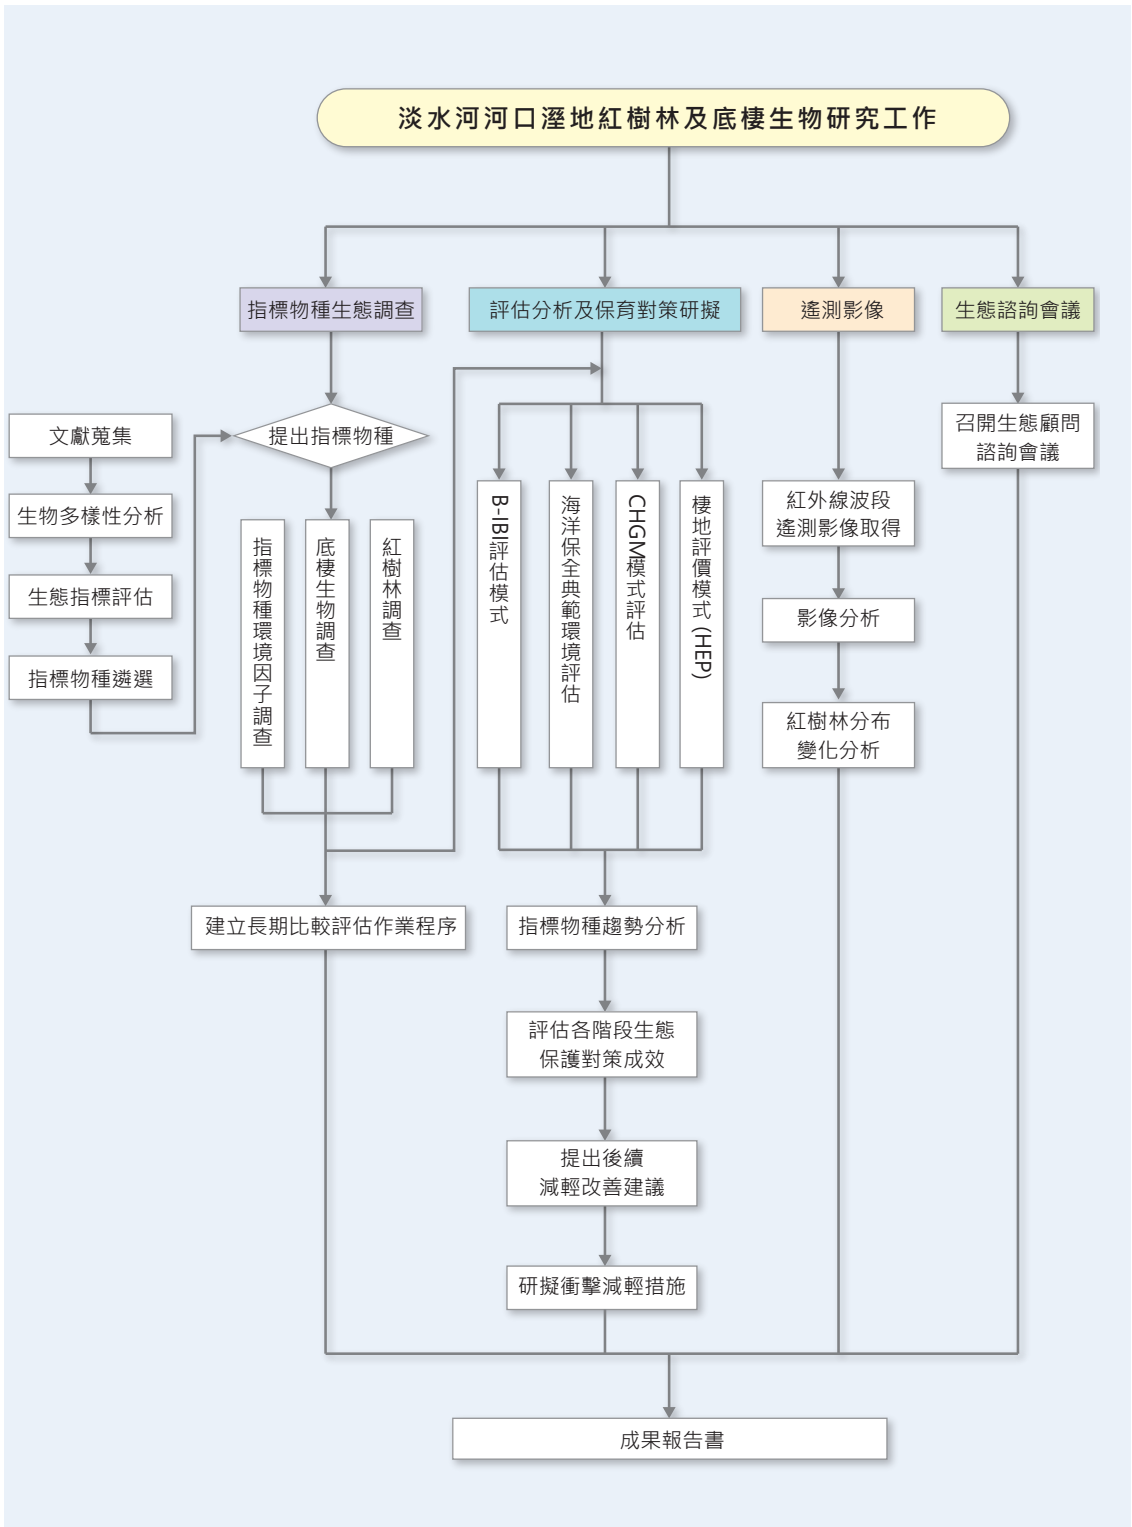 淡水河河口溼地紅樹林及底棲生物研究工作
指標物種生態調查
評估分析及保育對策研擬
遙測影像
生態諮詢會議
文獻蒐集
生物多樣性分析
生態指標評估
指標物種遴選
提出指標物種
指標物種環境因子調查
底棲生物調查
紅樹林調查
B-IBI評估模式
海洋保全典範環境評估
CHGM模式評估
棲地評價模式 (HEP)
紅外線波段
遙測影像取得
影像分析
紅樹林分布
變化分析
召開生態顧問
諮詢會議
建立長期比較評估作業程序
指標物種趨勢分析
評估各階段生態
保護對策成效
提出後續
減輕改善建議
研擬衝擊減輕措施
成果報告書